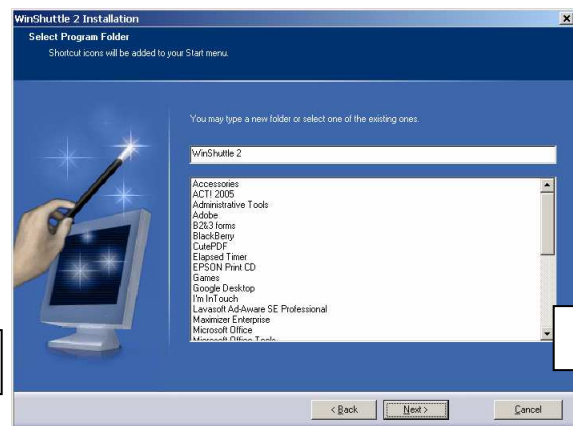 WinShuttle 2 Installation
Select Program Folder
Shortcut icons will be added to your Start menu.
You may type a new folder or select one of the existing ones.
WinShuttle 2
Accessories
ACT! 2005
Administrative Tools
Adobe
B2&3 forms
BlackBerry
CutePDF
Elapsed Timer
EPSON Print CD
Games
Google Desktop
I'm InTouch
Lavasoft Ad-Aware SE Professional
Maximizer Enterprise
Microsoft Office
Microsoft Office Tools
< Back
Next >
Cancel